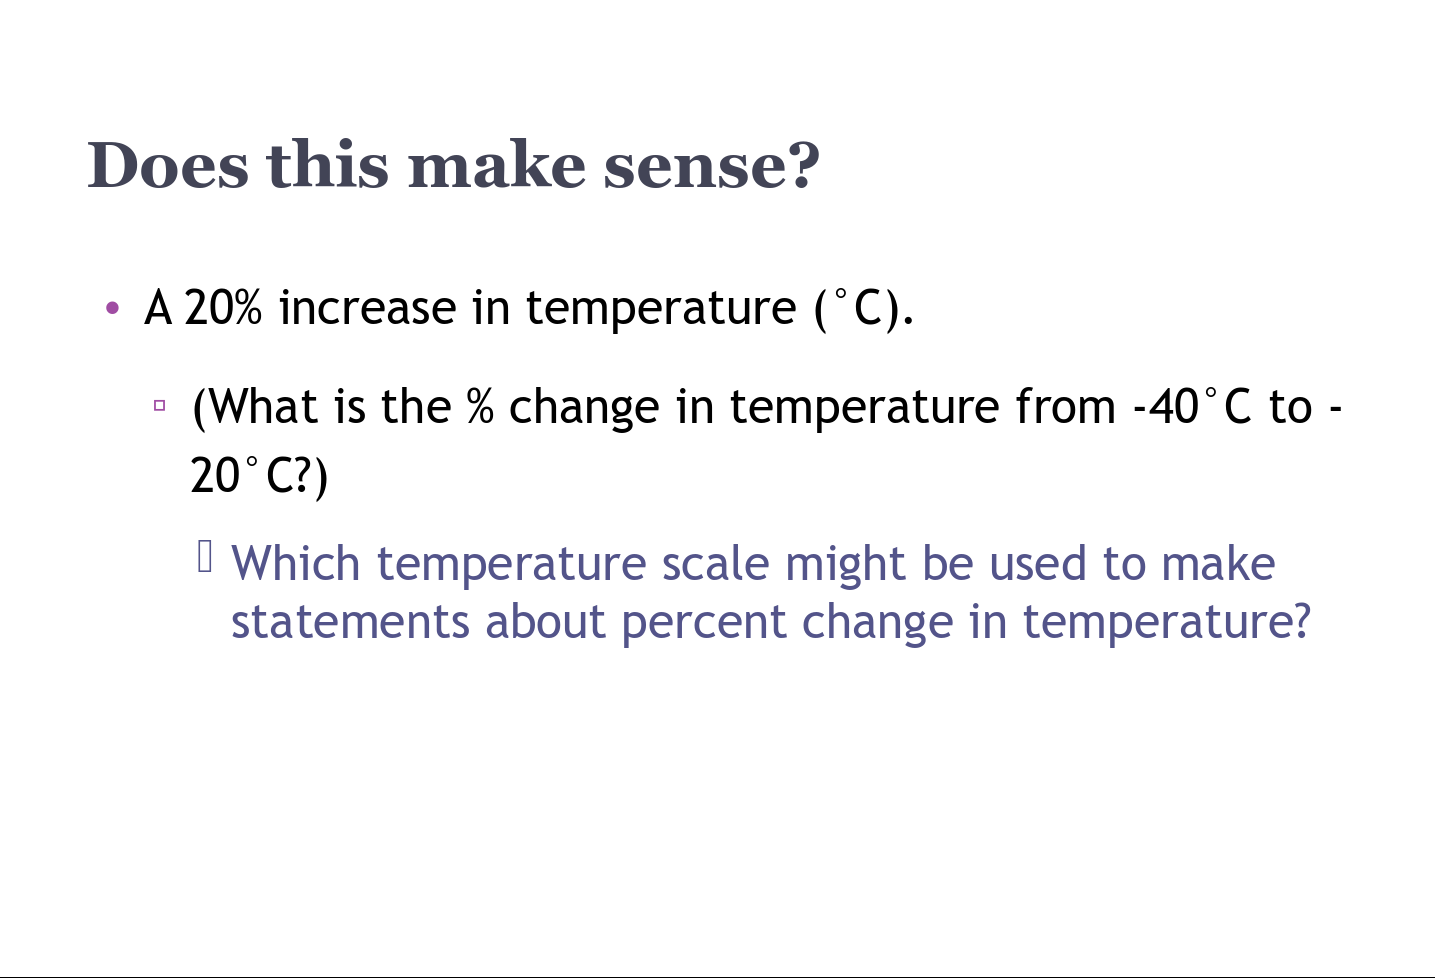 Does this make sense?
• A 20% increase in temperature (°C).
▫ (What is the % change in temperature from -40°C to -
20°C?)
Which temperature scale might be used to make
statements about percent change in temperature?